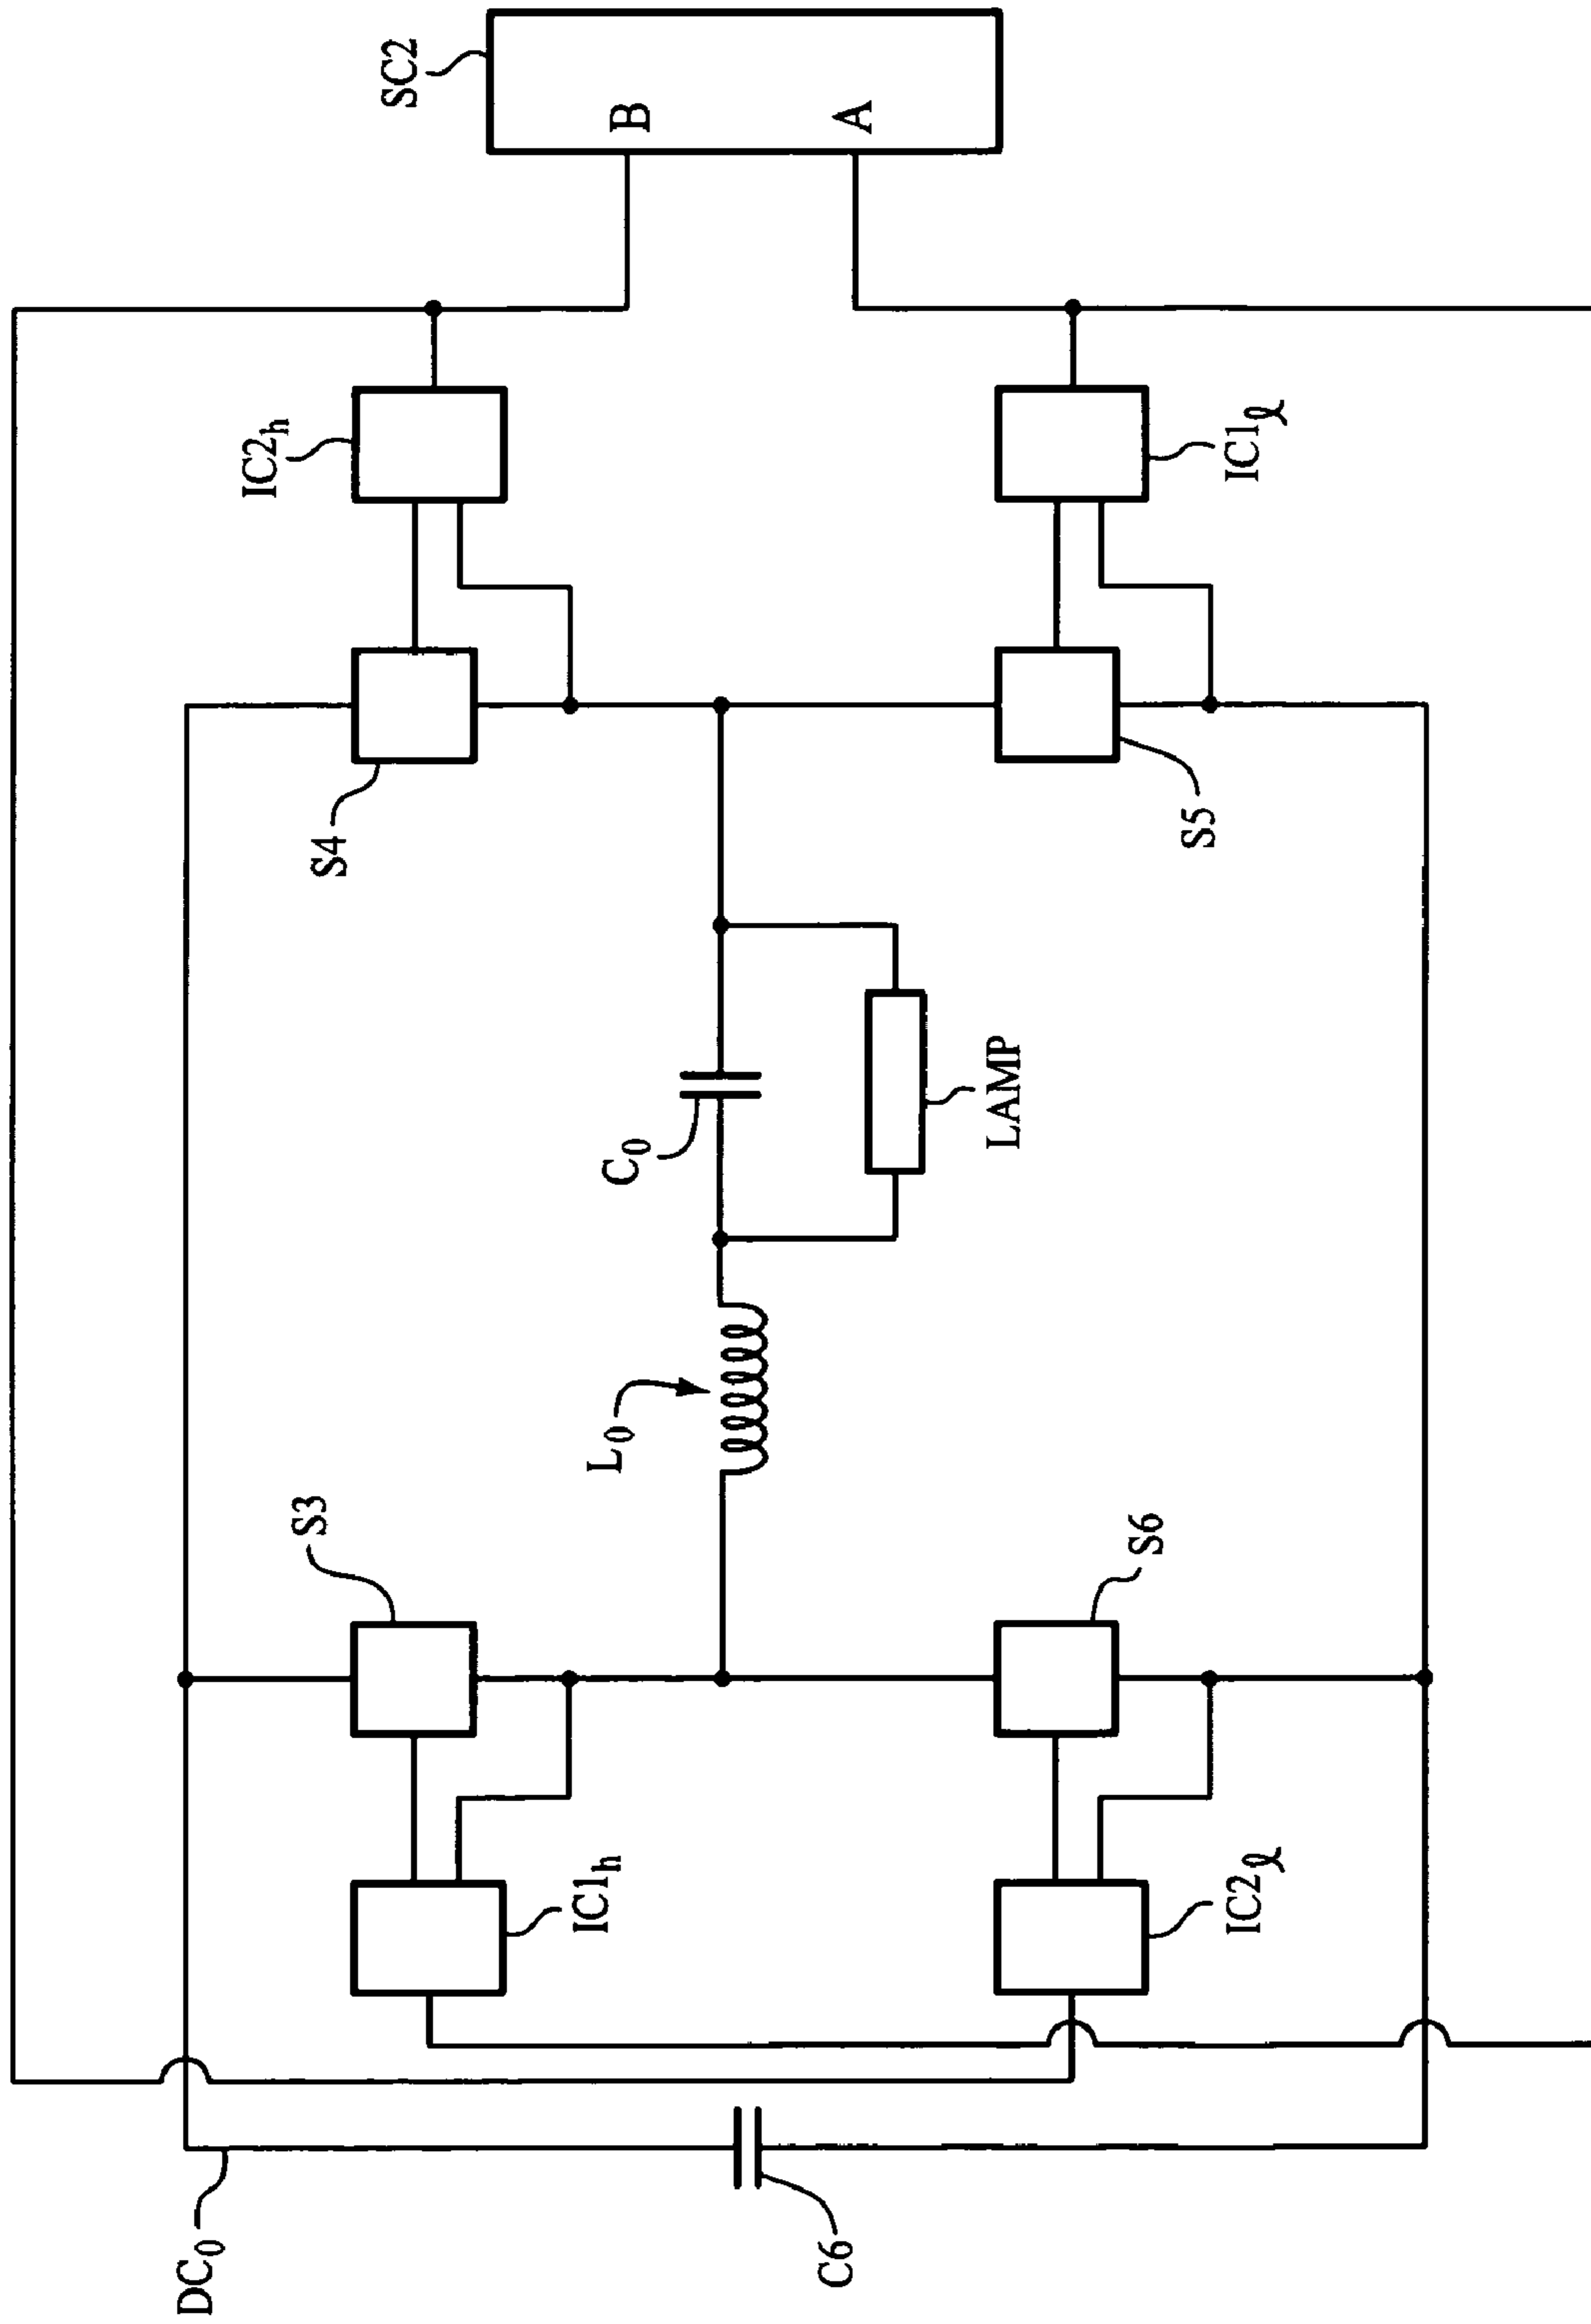 DC₀
C6
IC1h
IC2ℓ
S3
S6
L₀
C₀
LAMP
S4
S5
IC2h
IC1ℓ
SC2
B
A